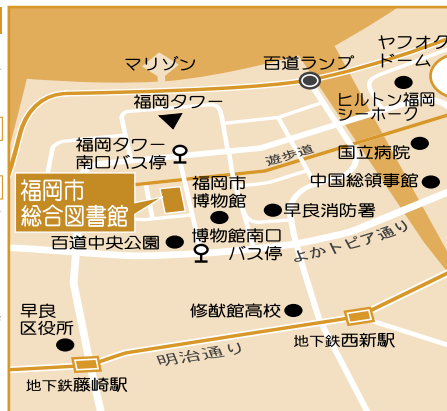 ヤフオク
ドーム
マリゾン
百道ランプ
福岡タワー
ヒルトン福岡
シーホーク
福岡タワー
南口バス停
遊歩道
国立病院
中国総領事館
福岡市
総合図書館
福岡市
博物館
早良消防署
百道中央公園
博物館南口
バス停
よかトピア通り
早良
区役所
修猷館高校
明治通り
地下鉄西新駅
地下鉄藤崎駅